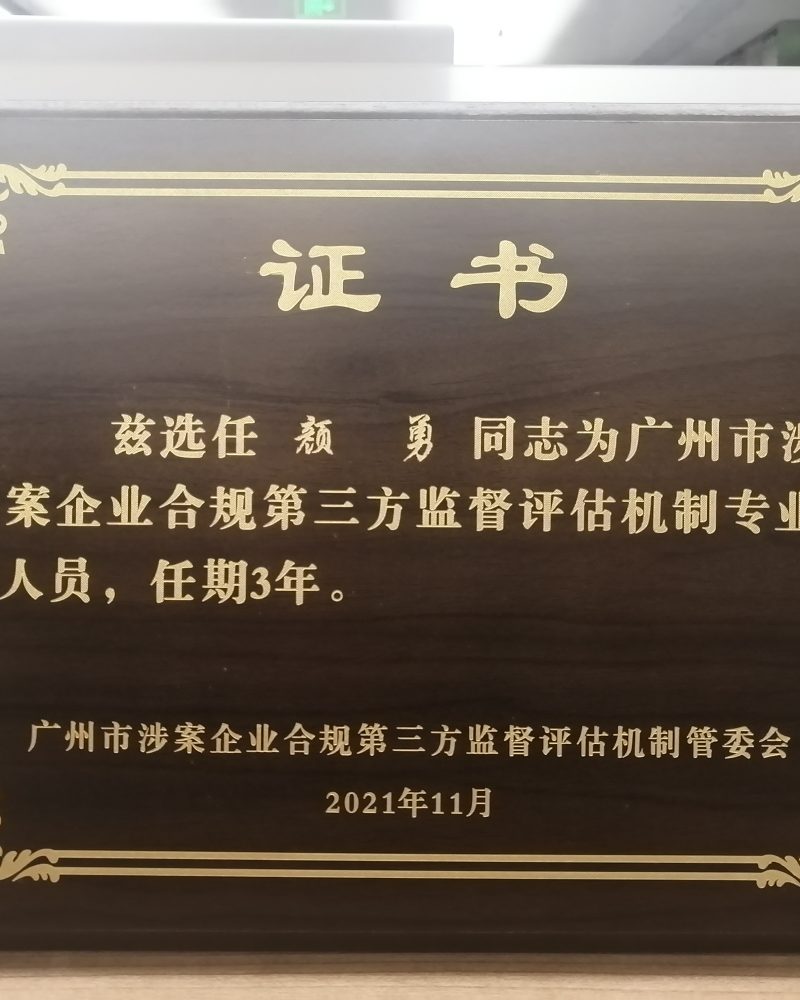 证 书
兹选任 颜 勇 同志为广州市涉
案企业合规第三方监督评估机制专业
人员，任期3年。
广州市涉案企业合规第三方监督评估机制管委会
2021年11月